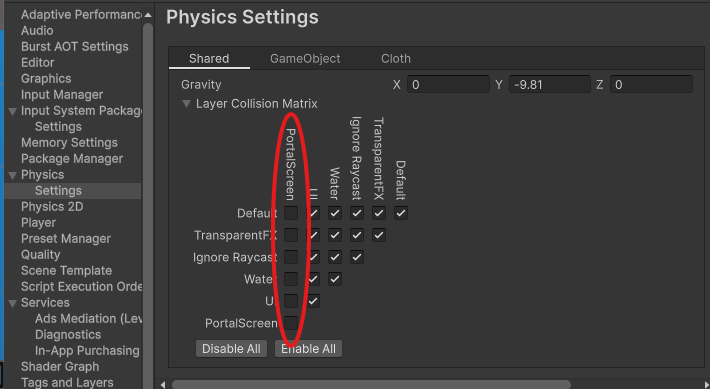 Adaptive Performanc
Audio
Burst AOT Settings
Editor
Graphics
Input Manager
Input System Packag
Settings
Memory Settings
Package Manager
Physics
Settings
Physics 2D
Player
Preset Manager
Quality
Scene Template
Script Execution Orde
Services
Ads Mediation (Lev
Diagnostics
In-App Purchasing
Shader Graph
Tags and Layers
Physics Settings
Shared GameObject Cloth
Gravity X 0 Y -9.81 Z 0
Layer Collision Matrix
PortalScreen
UI
Water
Ignore Raycast
TransparentFX
Default
Default
TransparentFX
Ignore Raycast
Water
UI
PortalScreen
Disable All Enable All